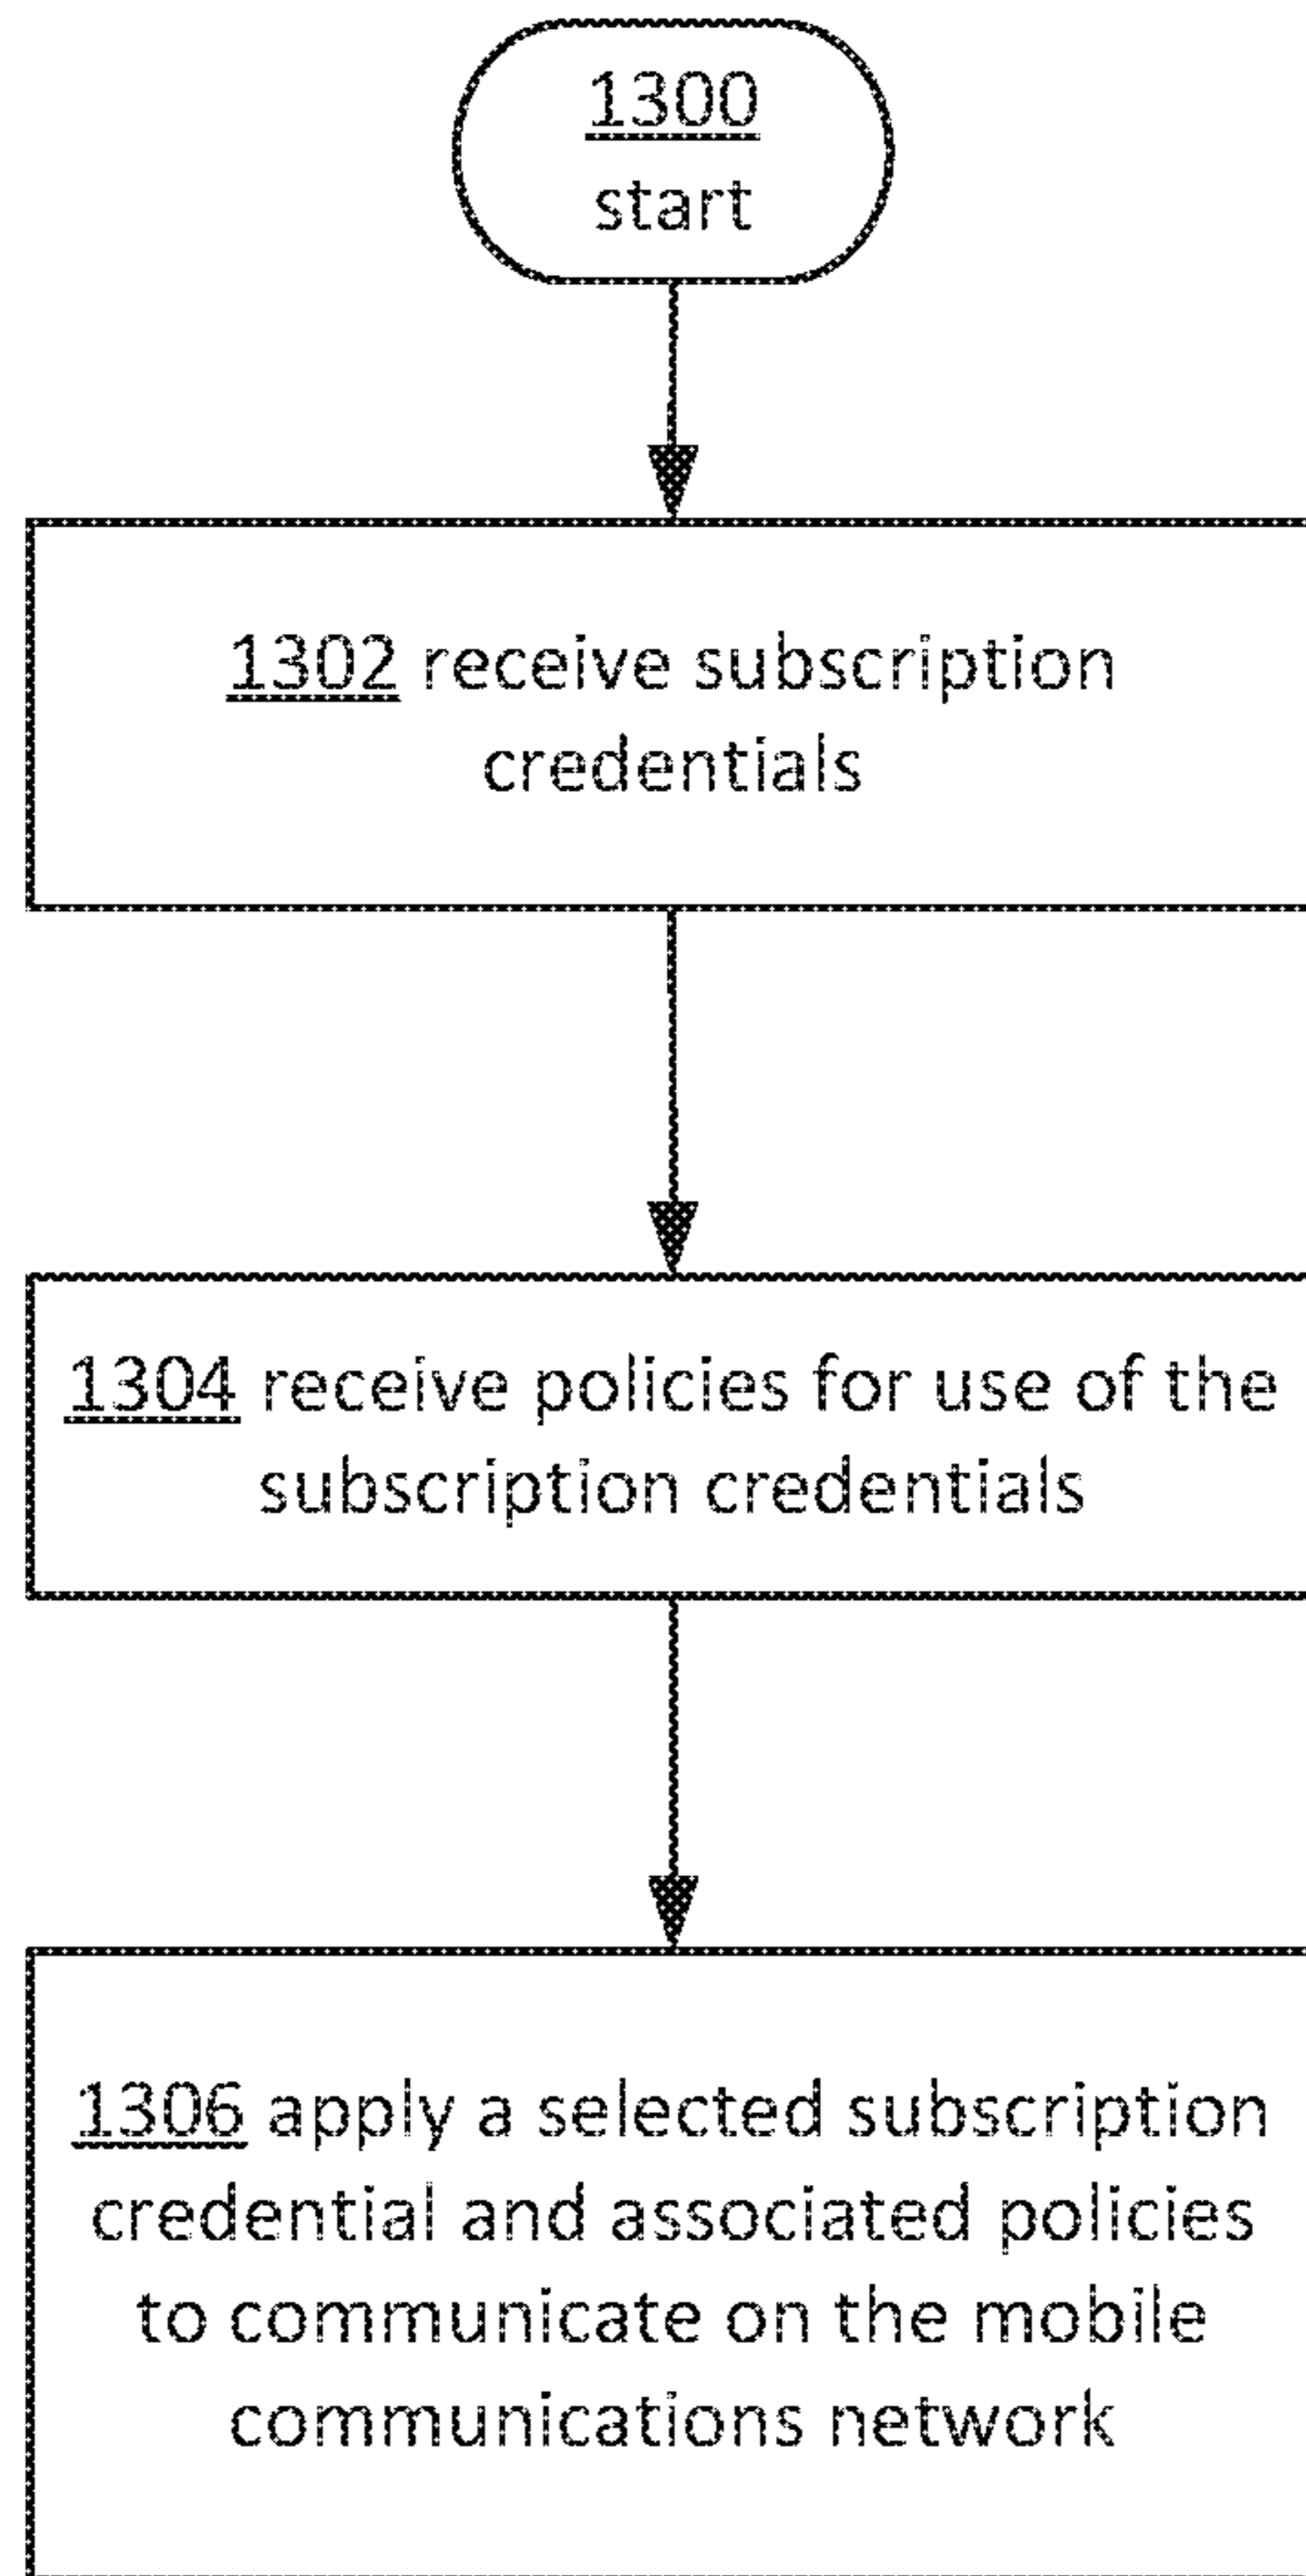 1300
start
1302 receive subscription
credentials
1304 receive policies for use of the
subscription credentials
1306 apply a selected subscription
credential and associated policies
to communicate on the mobile
communications network